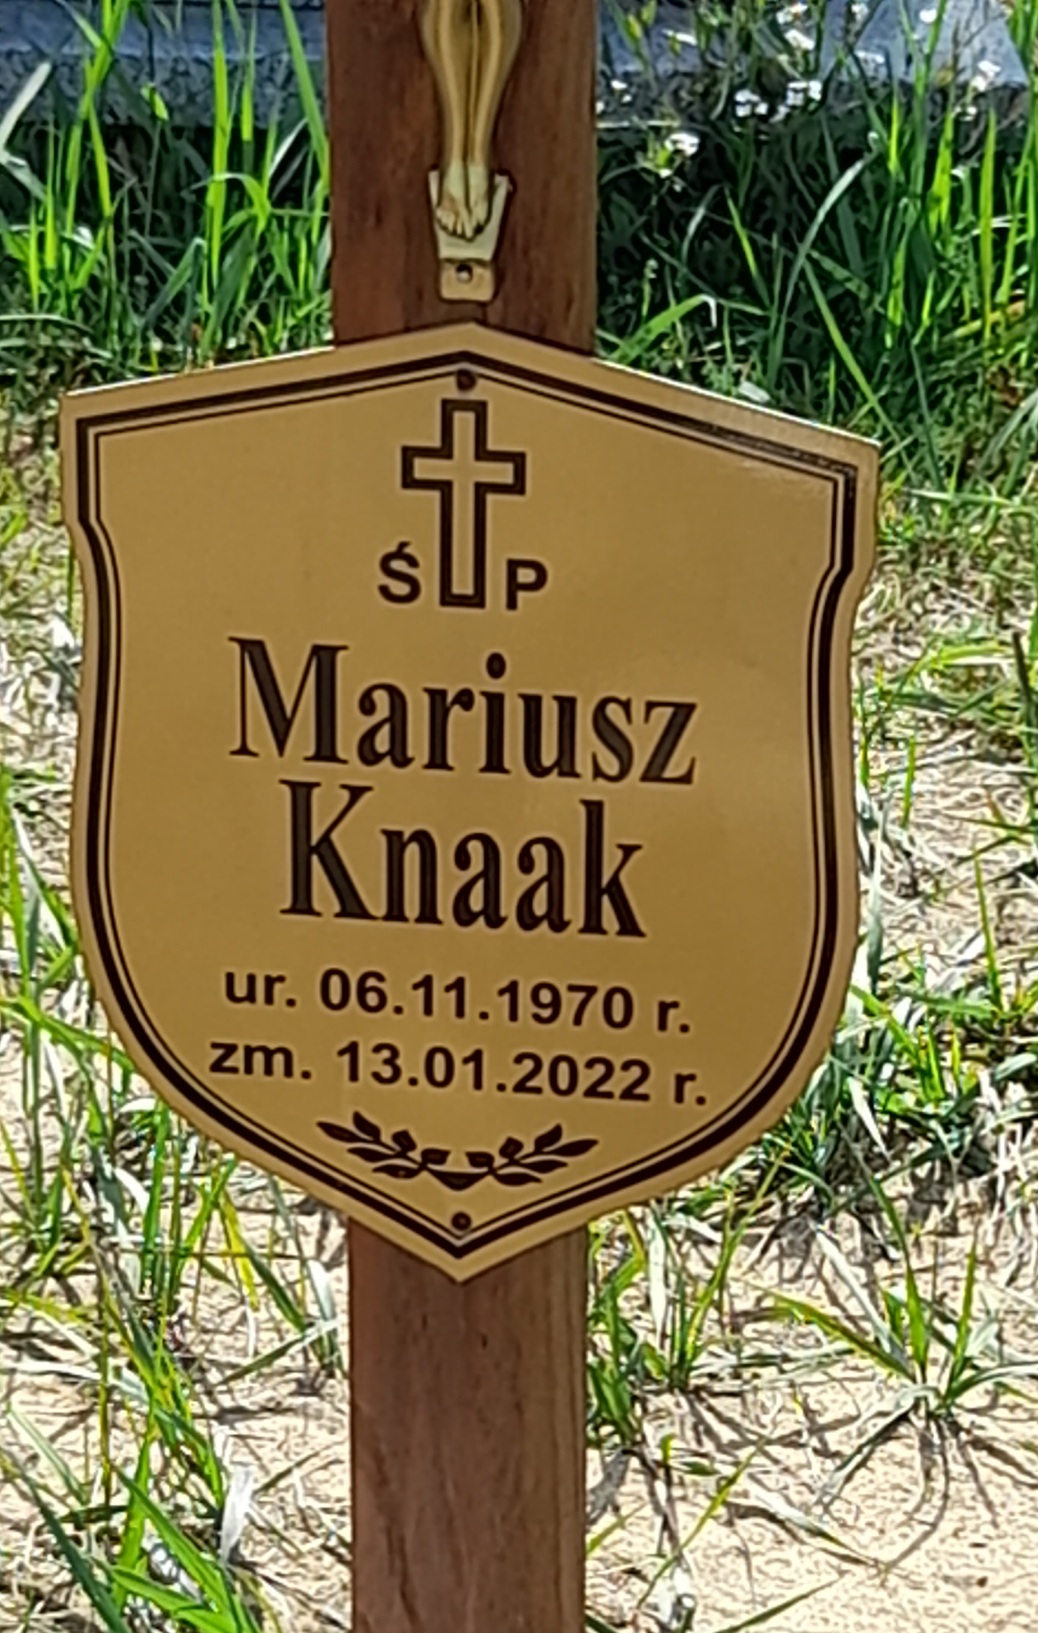 Ś P
Mariusz
Knaak
ur. 06.11.1970 r.
zm. 13.01.2022 r.